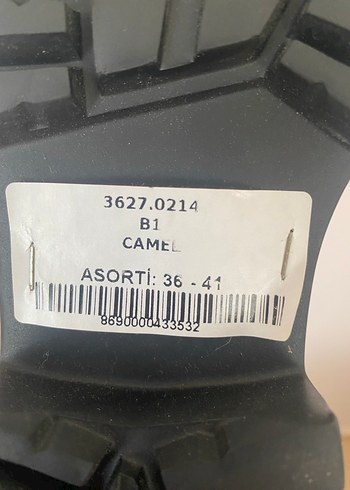 3627.0214
B1
CAMEL
ASORTİ: 36 - 41
8690000433532